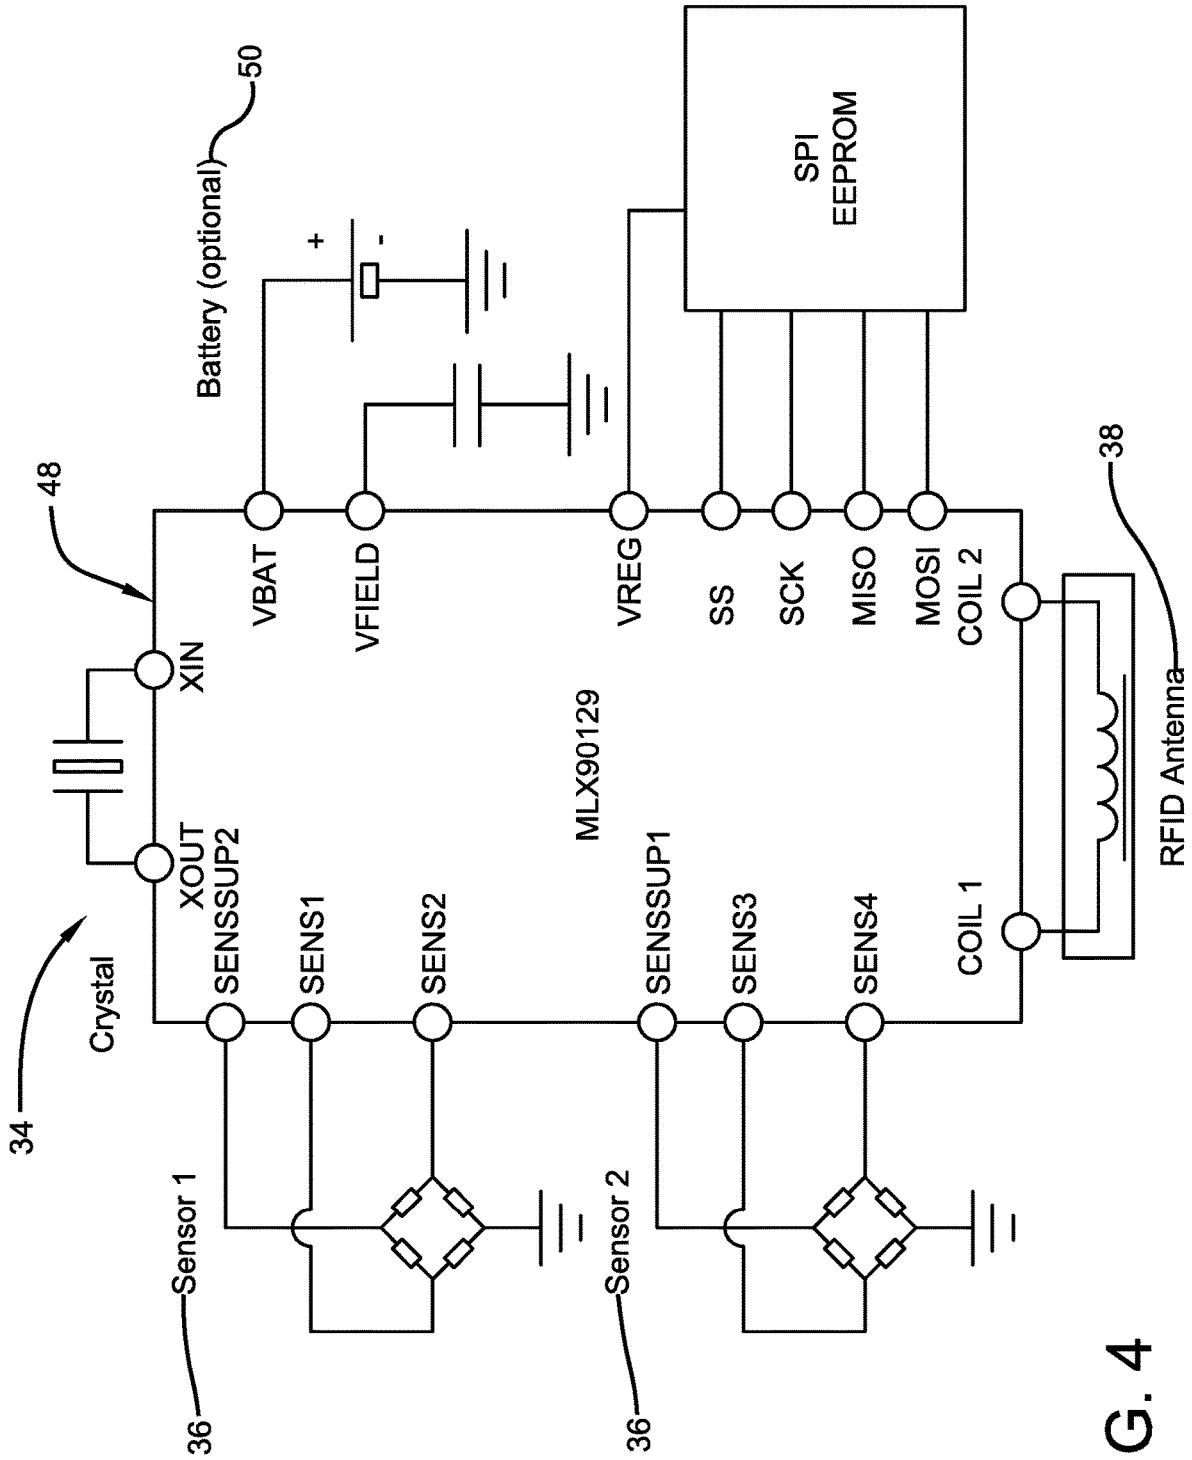 34
Crystal
48
XOUT
XIN
Battery (optional)
50
+
-
36
Sensor 1
SENSSUP2
SENS1
SENS2
VBAT
VFIELD
MLX90129
36
Sensor 2
SENSSUP1
SENS3
SENS4
VREG
SS
SCK
MISO
MOSI
SPI
EEPROM
COIL 1
COIL 2
RFID Antenna
38
G. 4